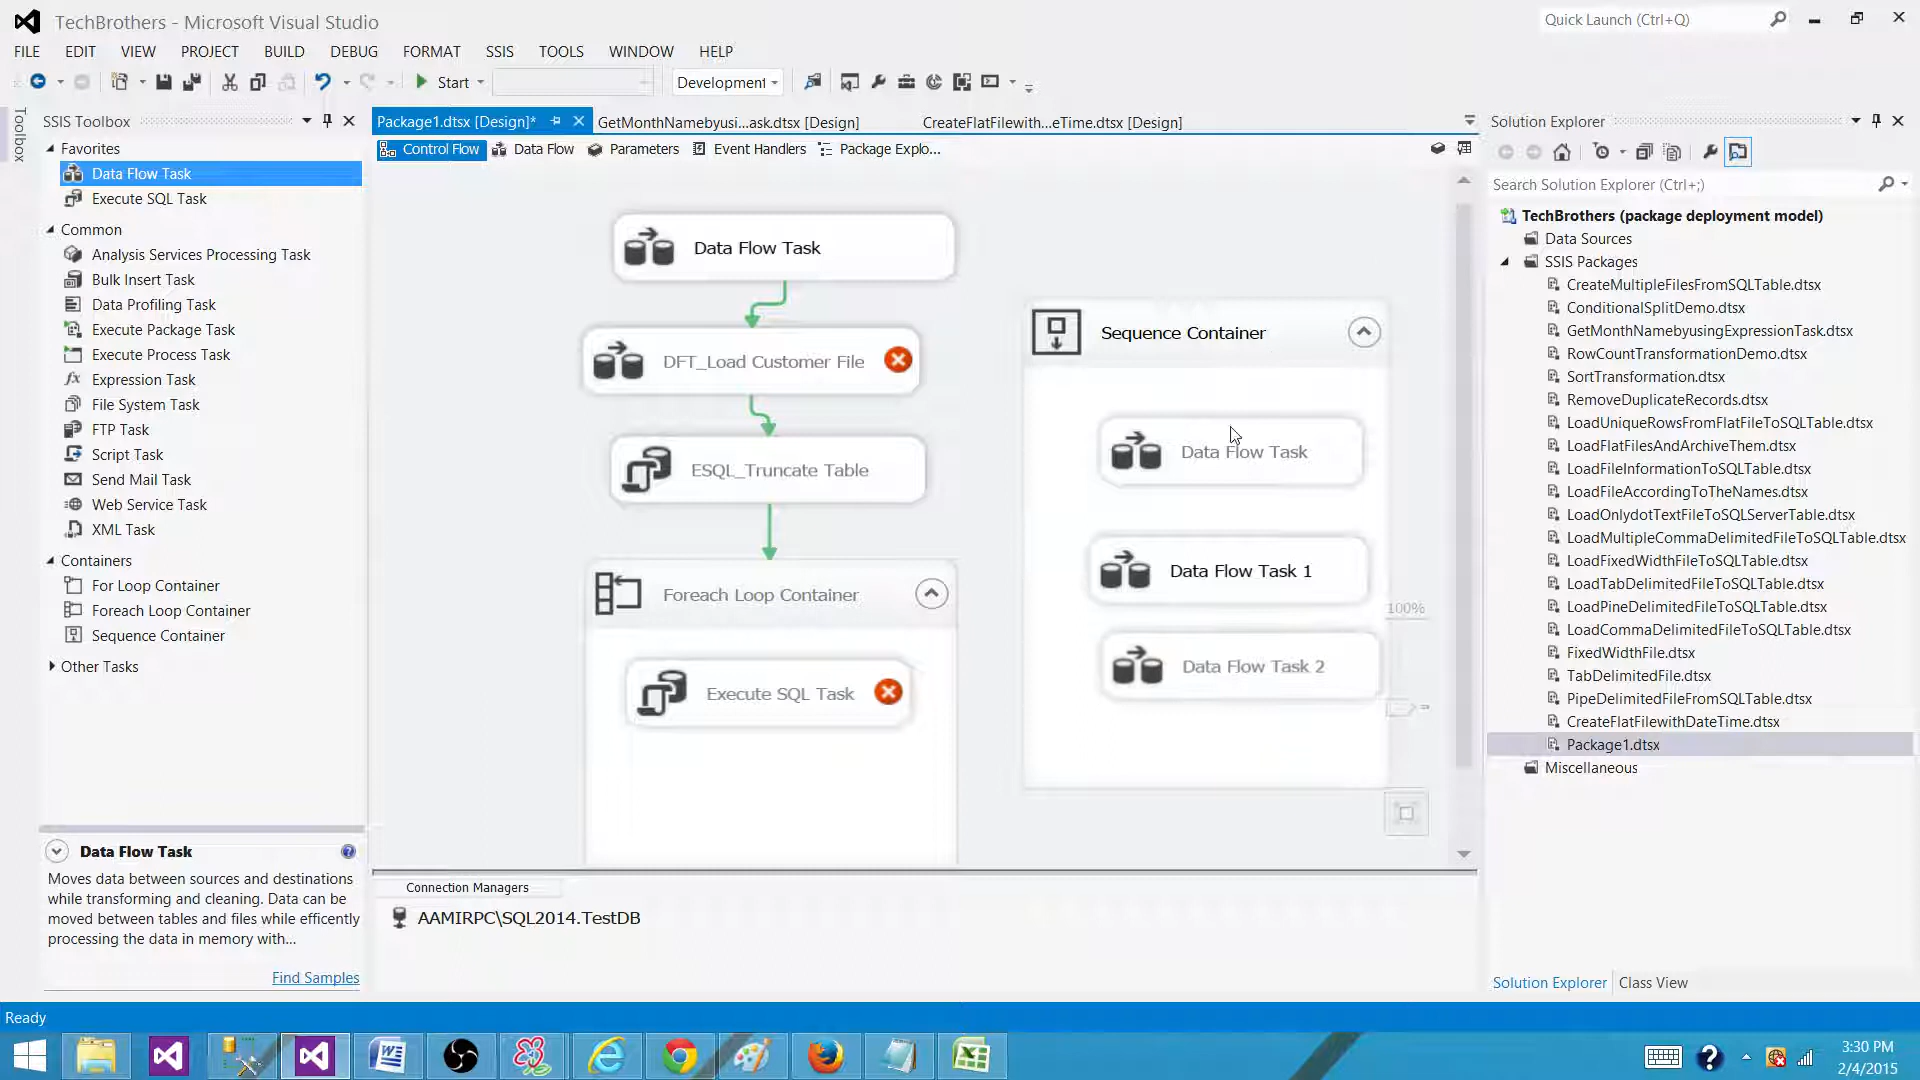 TechBrothers - Microsoft Visual Studio
Quick Launch (Ctrl+Q)
FILE EDIT VIEW PROJECT BUILD DEBUG FORMAT SSIS TOOLS WINDOW HELP
Start
Development
Toolbox
SSIS Toolbox
Favorites
Data Flow Task
Execute SQL Task
Common
Analysis Services Processing Task
Bulk Insert Task
Data Profiling Task
Execute Package Task
Execute Process Task
Expression Task
File System Task
FTP Task
Script Task
Send Mail Task
Web Service Task
XML Task
Containers
For Loop Container
Foreach Loop Container
Sequence Container
Other Tasks
Data Flow Task
Moves data between sources and destinations
while transforming and cleaning. Data can be
moved between tables and files while efficently
processing the data in memory with...
Find Samples
Package1.dtsx [Design]* GetMonthNamebyusi...ask.dtsx [Design] CreateFlatFilewith...eTime.dtsx [Design]
Control Flow Data Flow Parameters Event Handlers Package Explo...
Data Flow Task
DFT_Load Customer File
ESQL_Truncate Table
Foreach Loop Container
Execute SQL Task
Sequence Container
Data Flow Task
Data Flow Task 1
Data Flow Task 2
100%
Connection Managers
AAMIRPC\SQL2014.TestDB
Solution Explorer
Search Solution Explorer (Ctrl+;)
TechBrothers (package deployment model)
Data Sources
SSIS Packages
CreateMultipleFilesFromSQLTable.dtsx
ConditionalSplitDemo.dtsx
GetMonthNamebyusingExpressionTask.dtsx
RowCountTransformationDemo.dtsx
SortTransformation.dtsx
RemoveDuplicateRecords.dtsx
LoadUniqueRowsFromFlatFileToSQLTable.dtsx
LoadFlatFilesAndArchiveThem.dtsx
LoadFileInformationToSQLTable.dtsx
LoadFileAccordingToTheNames.dtsx
LoadOnlydotTextFileToSQLServerTable.dtsx
LoadMultipleCommaDelimitedFileToSQLTable.dtsx
LoadFixedWidthFileToSQLTable.dtsx
LoadTabDelimitedFileToSQLTable.dtsx
LoadPineDelimitedFileToSQLTable.dtsx
LoadCommaDelimitedFileToSQLTable.dtsx
FixedWidthFile.dtsx
TabDelimitedFile.dtsx
PipeDelimitedFileFromSQLTable.dtsx
CreateFlatFilewithDateTime.dtsx
Package1.dtsx
Miscellaneous
Solution Explorer Class View
Ready
3:30 PM
2/4/2015